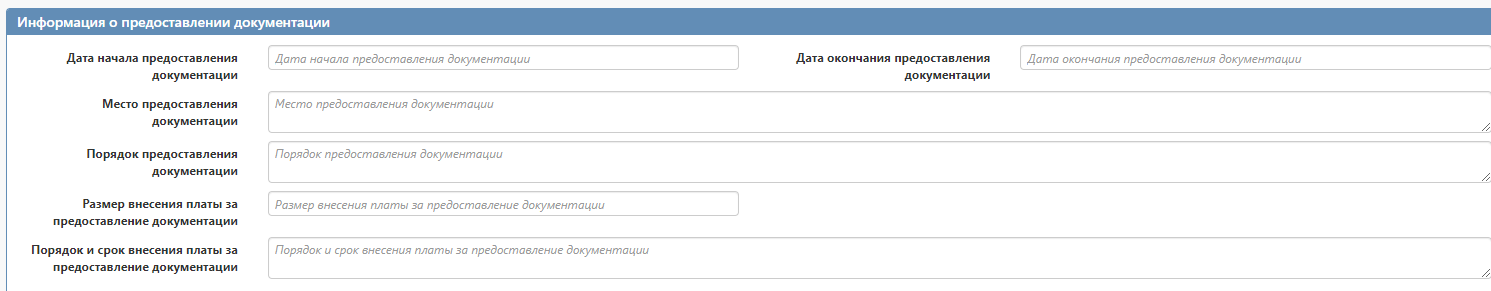 Информация о предоставлении документации
Дата начала предоставления
документации
Дата начала предоставления документации
Дата окончания предоставления
документации
Дата окончания предоставления документации
Место предоставления
документации
Место предоставления документации
Порядок предоставления
документации
Порядок предоставления документации
Размер внесения платы за
предоставление документации
Размер внесения платы за предоставление документации
Порядок и срок внесения платы за
предоставление документации
Порядок и срок внесения платы за предоставление документации